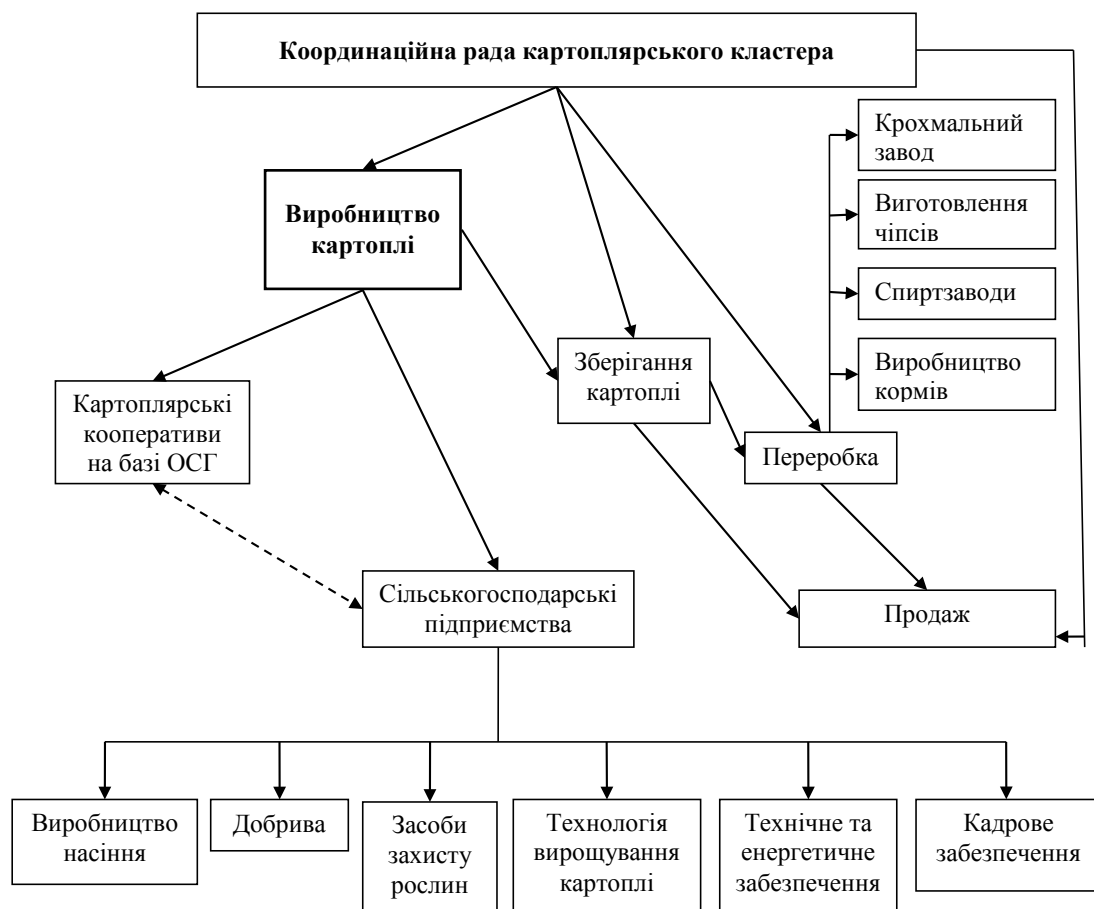 Координаційна рада картоплярського кластера
Крохмальний
завод
Виробництво
картоплі
Виготовлення
чіпсів
Спиртзаводи
Зберігання
картоплі
Виробництво
кормів
Картоплярські
кооперативи
на базі ОСГ
Переробка
Сільськогосподарські
підприємства
Продаж
Виробництво
насіння
Добрива
Засоби
захисту
рослин
Технологія
вирощування
картоплі
Технічне та
енергетичне
забезпечення
Кадрове
забезпечення